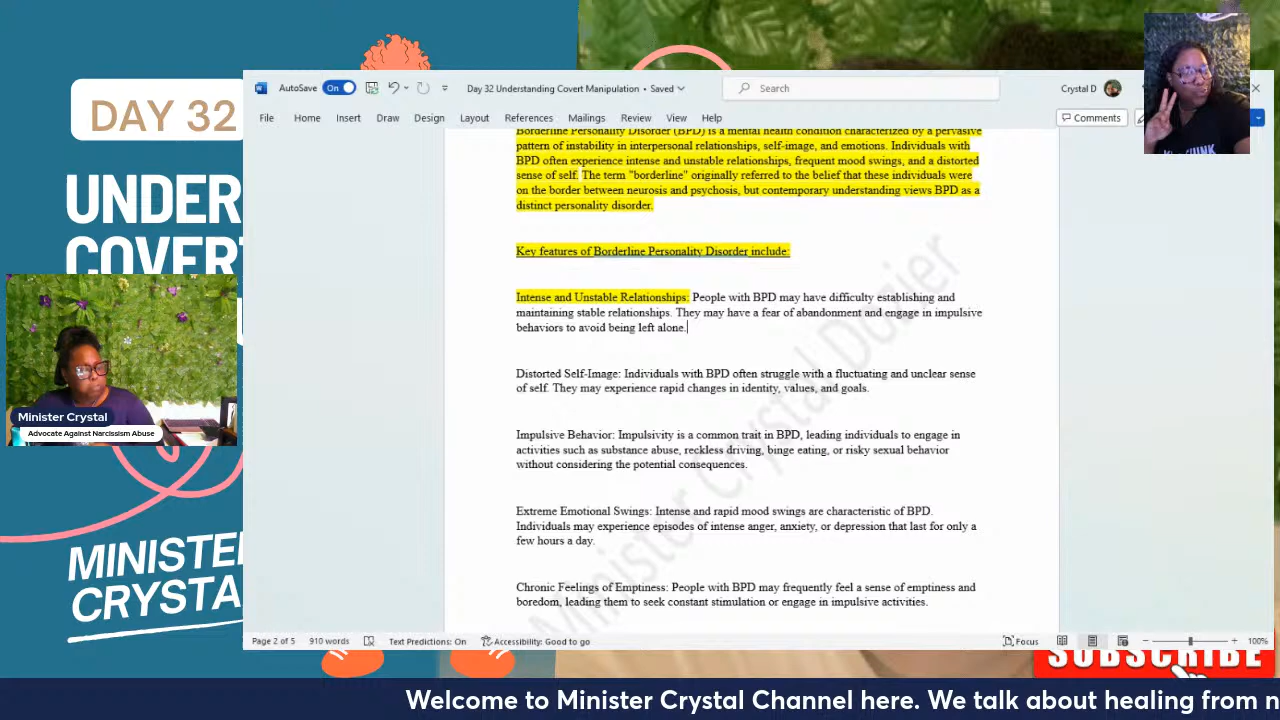 DAY 32
UNDER
COVERT
Minister Crystal
Advocate Against Narcissism Abuse
MINISTER
CRYSTAL
AutoSave On
Day 32 Understanding Covert Manipulation • Saved
Search
Crystal D
File Home Insert Draw Design Layout References Mailings Review View Help
Comments
Borderline Personality Disorder (BPD) is a mental health condition characterized by a pervasive
pattern of instability in interpersonal relationships, self-image, and emotions. Individuals with
BPD often experience intense and unstable relationships, frequent mood swings, and a distorted
sense of self. The term "borderline" originally referred to the belief that these individuals were
on the border between neurosis and psychosis, but contemporary understanding views BPD as a
distinct personality disorder.
Key features of Borderline Personality Disorder include:
Intense and Unstable Relationships: People with BPD may have difficulty establishing and
maintaining stable relationships. They may have a fear of abandonment and engage in impulsive
behaviors to avoid being left alone.
Distorted Self-Image: Individuals with BPD often struggle with a fluctuating and unclear sense
of self. They may experience rapid changes in identity, values, and goals.
Impulsive Behavior: Impulsivity is a common trait in BPD, leading individuals to engage in
activities such as substance abuse, reckless driving, binge eating, or risky sexual behavior
without considering the potential consequences.
Extreme Emotional Swings: Intense and rapid mood swings are characteristic of BPD.
Individuals may experience episodes of intense anger, anxiety, or depression that last for only a
few hours a day.
Chronic Feelings of Emptiness: People with BPD may frequently feel a sense of emptiness and
boredom, leading them to seek constant stimulation or engage in impulsive activities.
Minister Crystal Dozier
Page 2 of 5 910 words Text Predictions: On Accessibility: Good to go Focus 100%
SUBSCRIBE
Welcome to Minister Crystal Channel here. We talk about healing from n